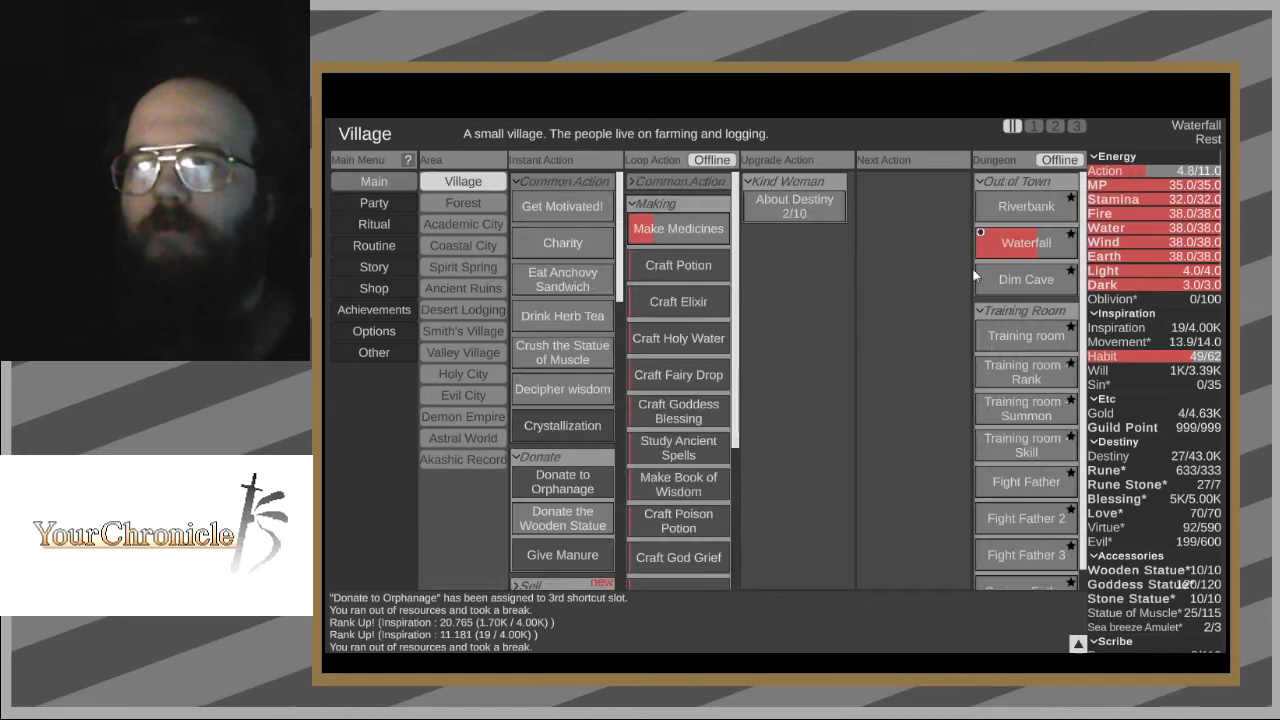 Village
A small village. The people live on farming and logging.
1 2 3
Waterfall
Rest
Main Menu ?
Main
Party
Ritual
Routine
Story
Shop
Achievements
Options
Other
Area
Village
Forest
Academic City
Coastal City
Spirit Spring
Ancient Ruins
Desert Lodging
Smith's Village
Valley Village
Holy City
Evil City
Demon Empire
Astral World
Akashic Record
Instant Action
Common Action
Get Motivated!
Charity
Eat Anchovy
Sandwich
Drink Herb Tea
Crush the Statue
of Muscle
Decipher wisdom
Crystallization
Donate
Donate to
Orphanage
Donate the
Wooden Statue
Give Manure
Sell new
Loop Action Offline
Common Action
Making
Make Medicines
Craft Potion
Craft Elixir
Craft Holy Water
Craft Fairy Drop
Craft Goddess
Blessing
Study Ancient
Spells
Make Book of
Wisdom
Craft Poison
Potion
Craft God Grief
Upgrade Action
Kind Woman
About Destiny
2/10
Next Action
Dungeon Offline
Out of Town
Riverbank
Waterfall
Dim Cave
Training Room
Training room
Training room
Rank
Training room -
Summon
Training room -
Skill
Fight Father
Fight Father 2
Fight Father 3
Energy
Action 4.8/11.0
MP 35.0/35.0
Stamina 32.0/32.0
Fire 38.0/38.0
Water 38.0/38.0
Wind 38.0/38.0
Earth 38.0/38.0
Light 4.0/4.0
Dark 3.0/3.0
Oblivion* 0/100
Inspiration
Inspiration 19/4.00K
Movement* 13.9/14.0
Habit 49/62
Will 1K/3.39K
Sin* 0/35
Etc
Gold 4/4.63K
Guild Point 999/999
Destiny
Destiny 27/43.0K
Rune* 633/333
Rune Stone* 27/7
Blessing* 5K/5.00K
Love* 70/70
Virtue* 92/590
Evil* 199/600
Accessories
Wooden Statue* 10/10
Goddess Statue* 120/120
Stone Statue* 10/10
Statue of Muscle* 25/115
Sea breeze Amulet* 2/3
Scribe
"Donate to Orphanage" has been assigned to 3rd shortcut slot.
You ran out of resources and took a break.
Rank Up! (Inspiration : 20.765 (1.70K / 4.00K) )
Rank Up! (Inspiration : 11.181 (19 / 4.00K) )
You ran out of resources and took a break.
YourChronicle